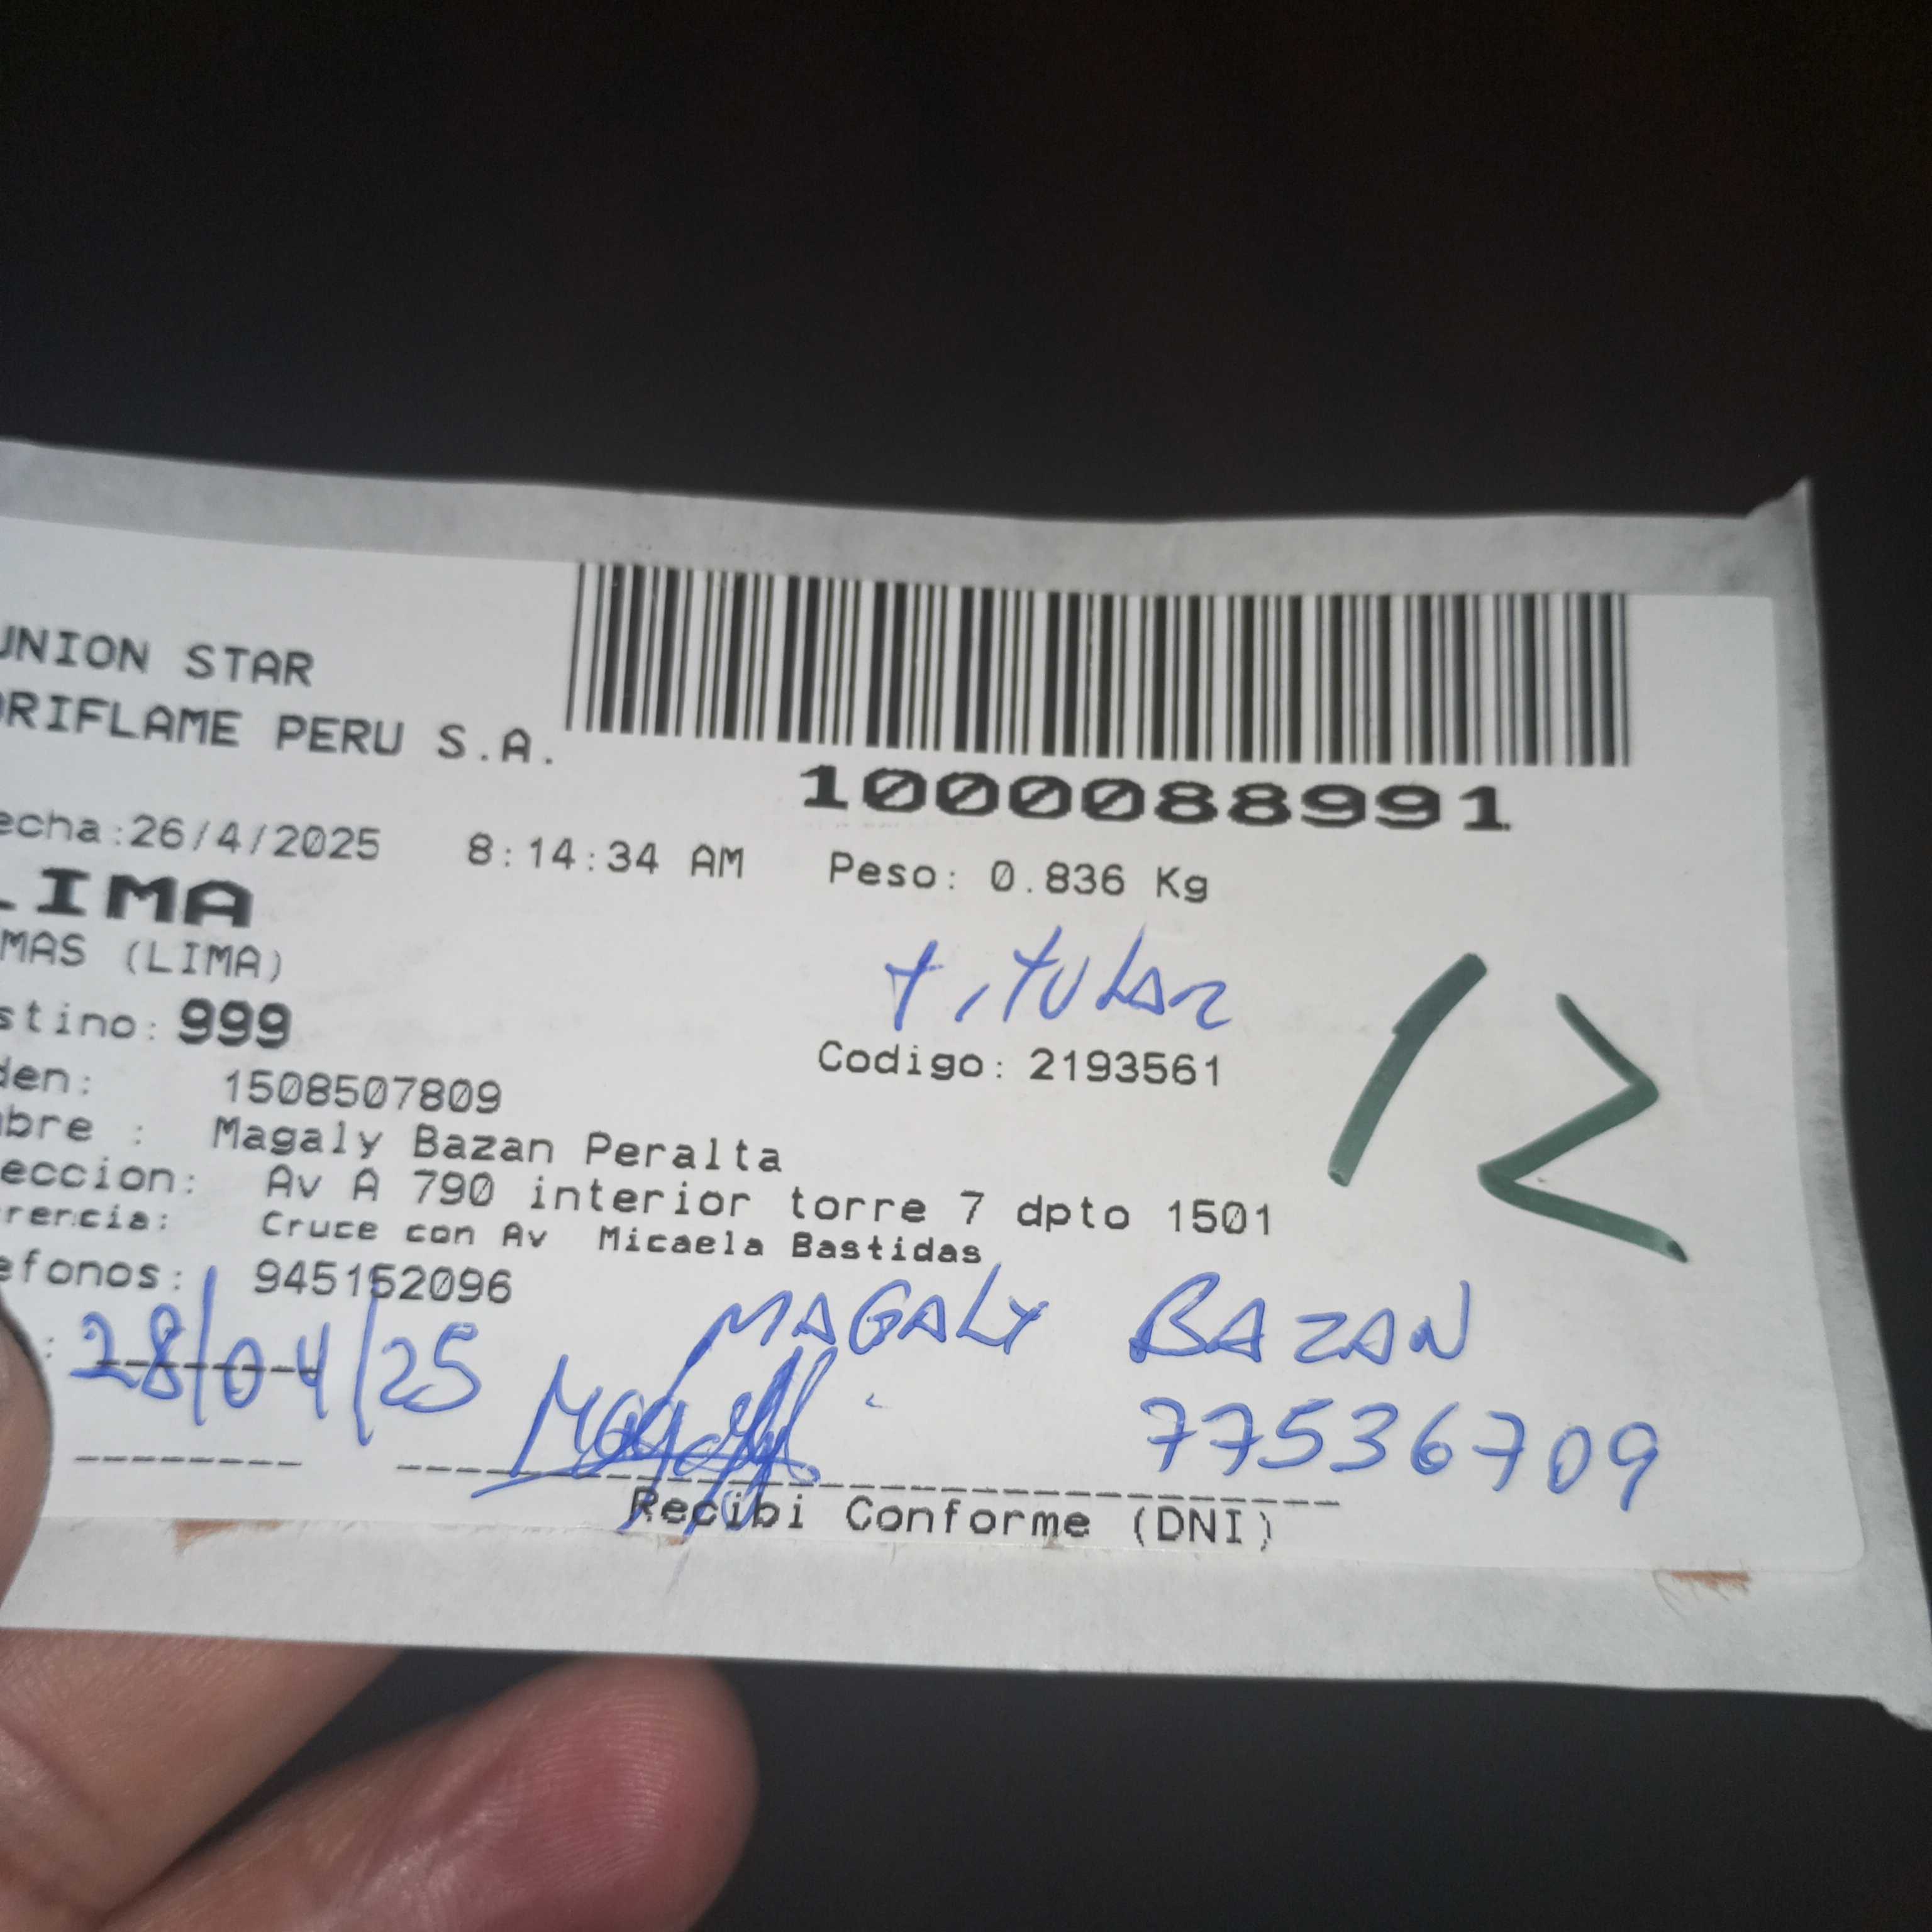 UNION STAR
ORIFLAME PERU S.A.
1000088991
echa:26/4/2025 8:14:34 AM Peso: 0.836 Kg
LIMA
MAS (LIMA)
titular
stino: 999
Codigo: 2193561
12
den: 1508507809
bre : Magaly Bazan Peralta
eccion: Av A 790 interior torre 7 dpto 1501
rencia: Cruce con Av Micaela Bastidas
efonos: 945152096
: 28/04/25
MAGALY BAZAN
77536709
Recibi Conforme (DNI)